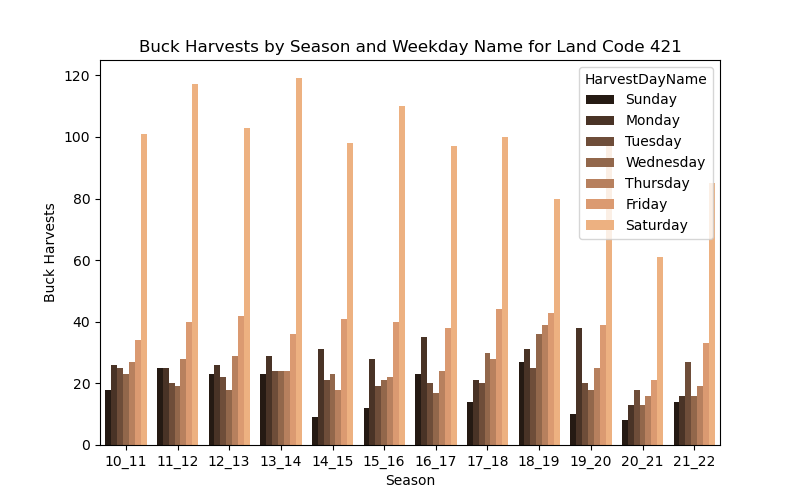 Buck Harvests by Season and Weekday Name for Land Code 421
HarvestDayName
Sunday
Monday
Tuesday
Wednesday
Thursday
Friday
Saturday
Buck Harvests
120
100
80
60
40
20
0
10_11 11_12 12_13 13_14 14_15 15_16 16_17 17_18 18_19 19_20 20_21 21_22
Season